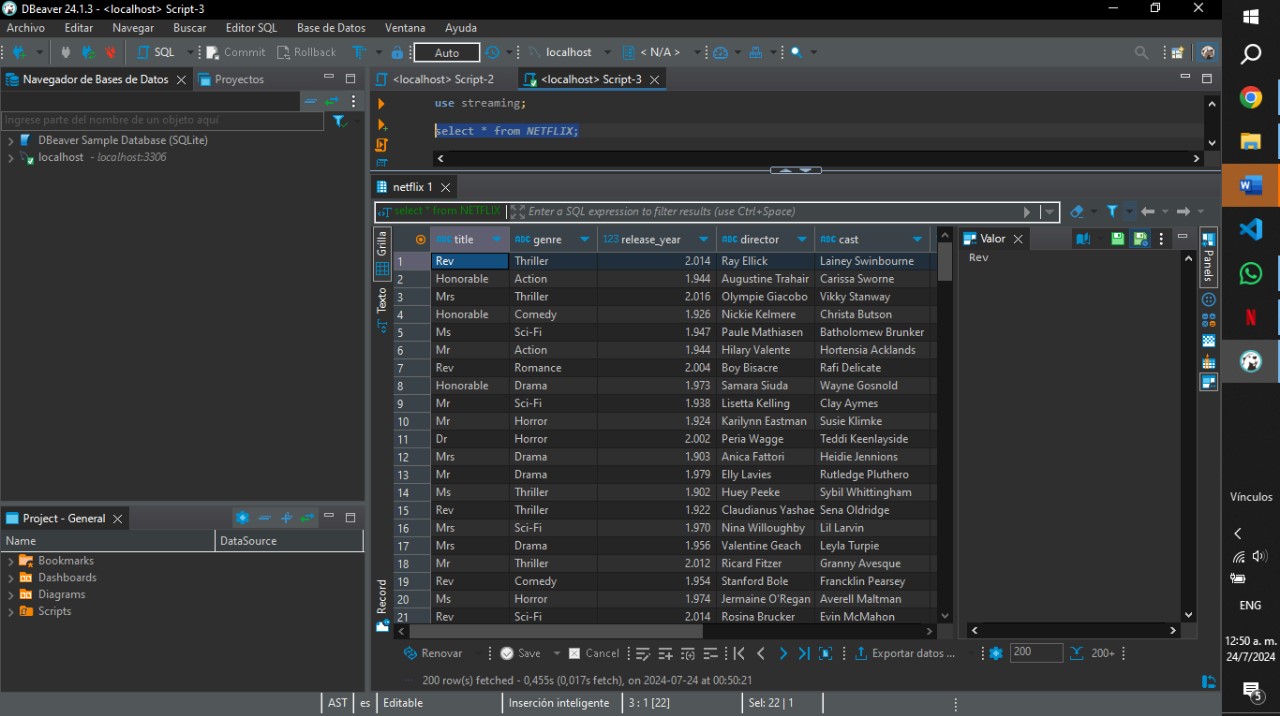 DBeaver 24.1.3 - <localhost> Script-3
Archivo Editar Navegar Buscar Editor SQL Base de Datos Ventana Ayuda
SQL Commit Rollback Auto localhost < N/A >
Navegador de Bases de Datos Proyectos
Ingrese parte del nombre de un objeto aquí
DBeaver Sample Database (SQLite)
localhost - localhost:3306
Project - General
Name DataSource
Bookmarks
Dashboards
Diagrams
Scripts
<localhost> Script-2 <localhost> Script-3
use streaming;
select * from NETFLIX;
netflix 1
select * from NETFLIX Enter a SQL expression to filter results (use Ctrl+Space)
Grilla
Texto
Record
ABC title ABC genre 123 release_year ABC director ABC cast
1 Rev Thriller 2.014 Ray Ellick Lainey Swinbourne
2 Honorable Action 1.944 Augustine Trahair Carissa Sworne
3 Mrs Thriller 2.016 Olympie Giacobo Vikky Stanway
4 Honorable Comedy 1.926 Nickie Kelmere Christa Butson
5 Ms Sci-Fi 1.947 Paule Mathiasen Batholomew Brunker
6 Mr Action 1.944 Hilary Valente Hortensia Acklands
7 Rev Romance 2.004 Boy Bisacre Rafi Delicate
8 Honorable Drama 1.973 Samara Siuda Wayne Gosnold
9 Mr Sci-Fi 1.938 Lisetta Kelling Clay Aymes
10 Mr Horror 1.924 Karilynn Eastman Susie Klimke
11 Dr Horror 2.002 Peria Wagge Teddi Keenlayside
12 Mrs Drama 1.903 Anica Fattori Heidie Jennions
13 Mr Drama 1.979 Elly Lavies Rutledge Pluthero
14 Ms Thriller 1.902 Huey Peeke Sybil Whittingham
15 Rev Thriller 1.922 Claudianus Yashae Sena Oldridge
16 Mrs Sci-Fi 1.970 Nina Willoughby Lil Larvin
17 Mrs Drama 1.956 Valentine Geach Leyla Turpie
18 Mr Thriller 2.012 Ricard Fitzer Granny Avesque
19 Rev Comedy 1.954 Stanford Bole Francklin Pearsey
20 Ms Horror 1.974 Jermaine O'Regan Averell Maltman
21 Rev Sci-Fi 2.014 Rosina Brucker Evin McMahon
Valor
Rev
Panels
Renovar Save Cancel Exportar datos ... 200 200+
200 row(s) fetched - 0,455s (0,017s fetch), on 2024-07-24 at 00:50:21
AST es Editable Inserción inteligente 3 : 1 [22] Sel: 22 | 1
Vínculos
ENG
12:50 a. m.
24/7/2024
5